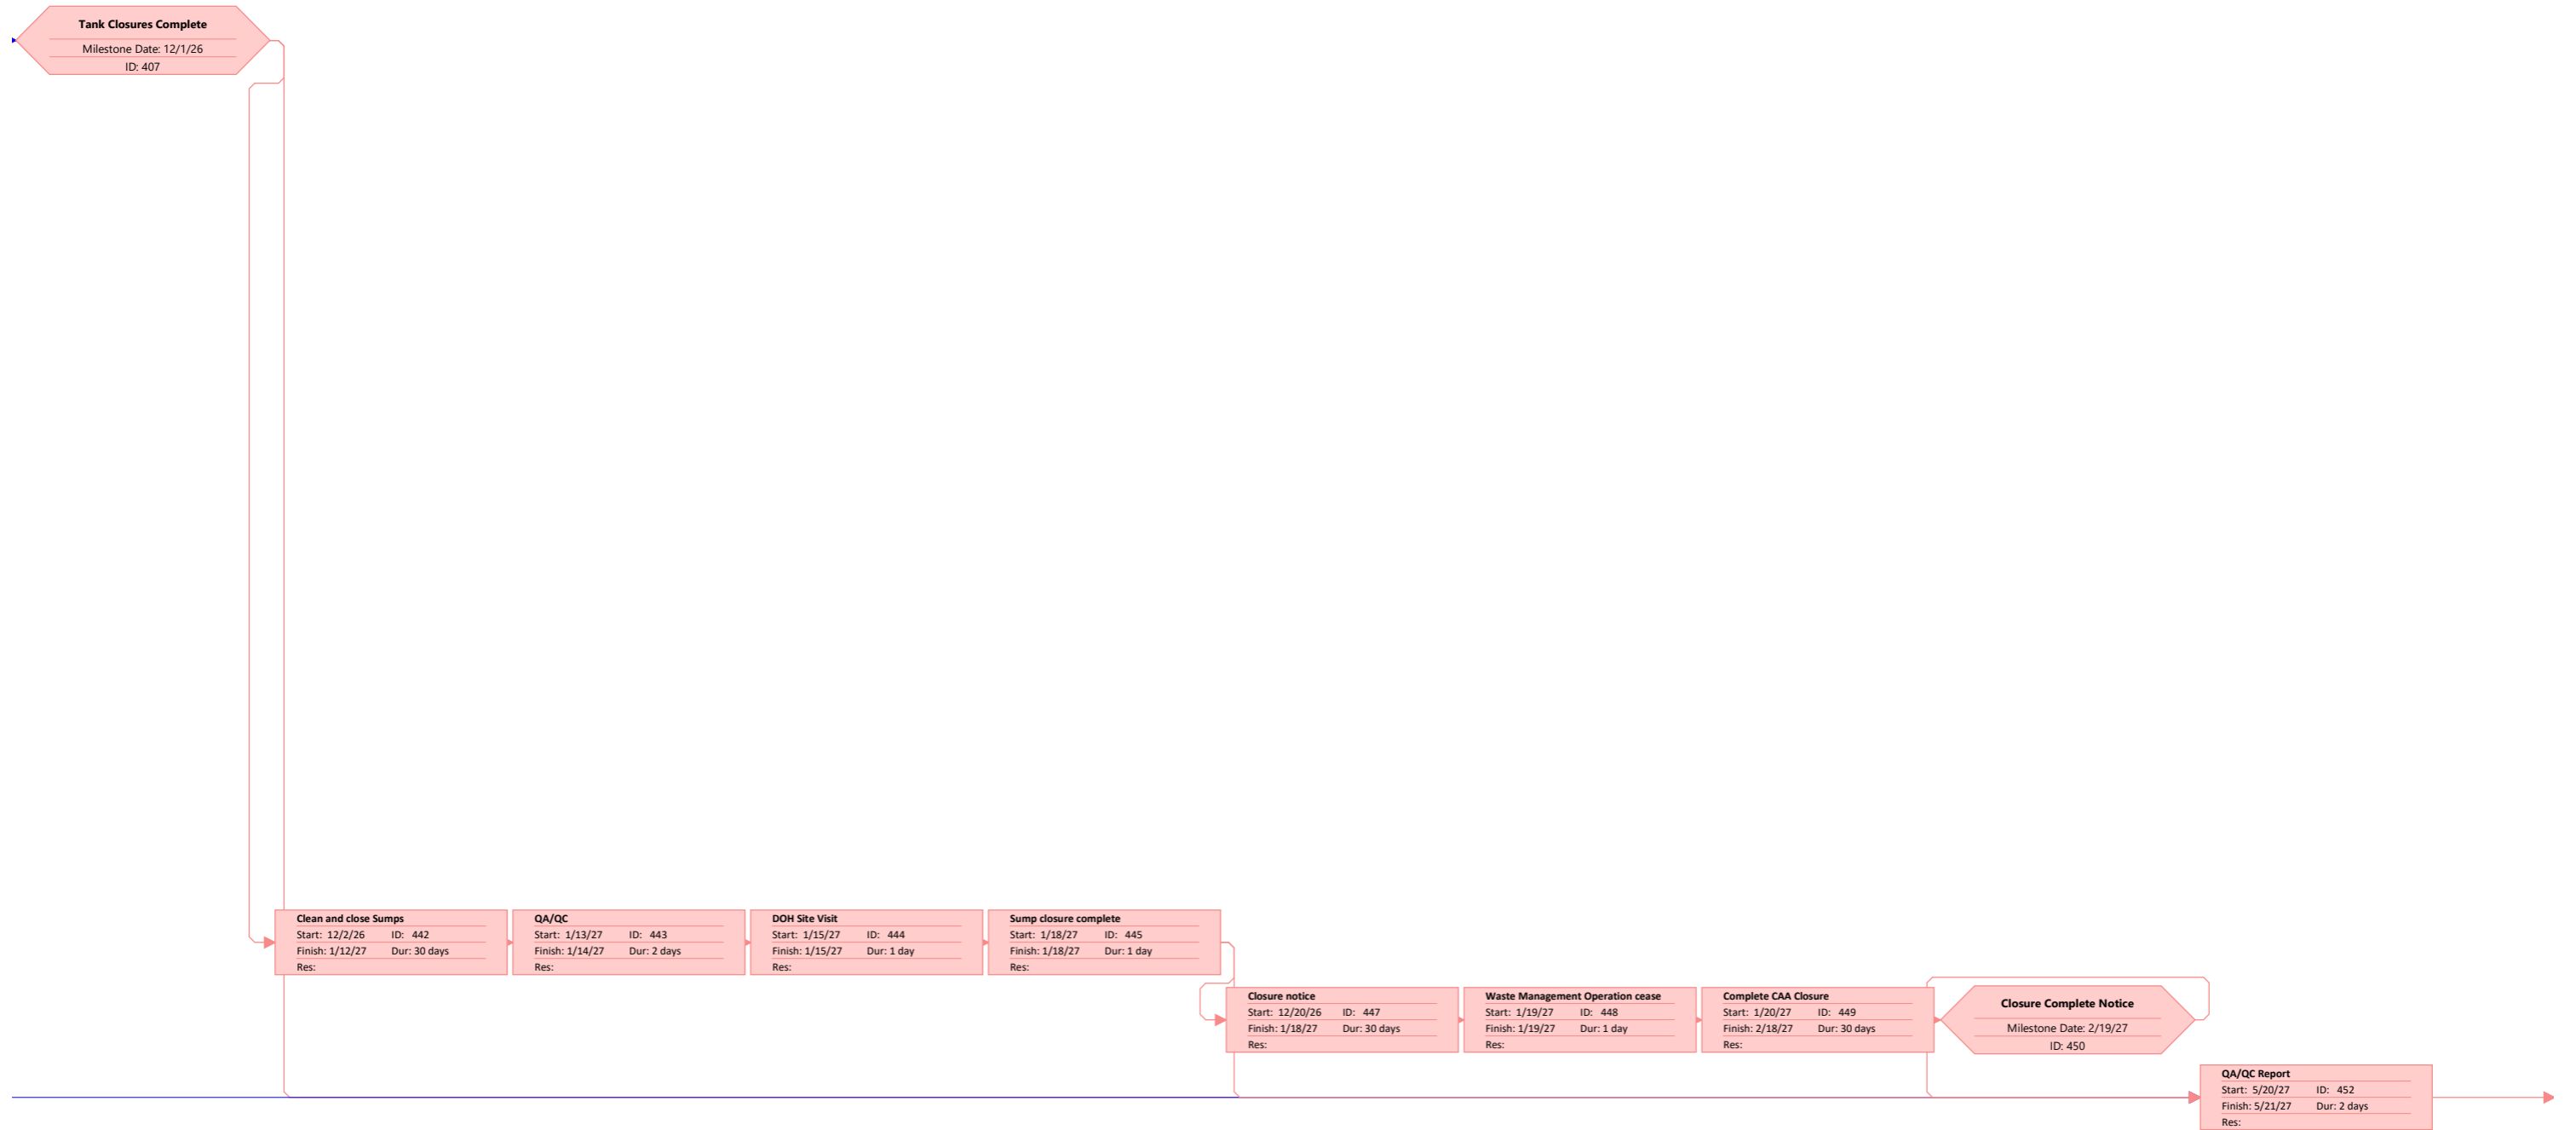 Tank Closures Complete
Milestone Date: 12/1/26
ID: 407
Clean and close Sumps
Start: 12/2/26 ID: 442
Finish: 1/12/27 Dur: 30 days
Res:
QA/QC
Start: 1/13/27 ID: 443
Finish: 1/14/27 Dur: 2 days
Res:
DOH Site Visit
Start: 1/15/27 ID: 444
Finish: 1/15/27 Dur: 1 day
Res:
Sump closure complete
Start: 1/18/27 ID: 445
Finish: 1/18/27 Dur: 1 day
Res:
Closure notice
Start: 12/20/26 ID: 447
Finish: 1/18/27 Dur: 30 days
Res:
Waste Management Operation cease
Start: 1/19/27 ID: 448
Finish: 1/19/27 Dur: 1 day
Res:
Complete CAA Closure
Start: 1/20/27 ID: 449
Finish: 2/18/27 Dur: 30 days
Res:
Closure Complete Notice
Milestone Date: 2/19/27
ID: 450
QA/QC Report
Start: 5/20/27 ID: 452
Finish: 5/21/27 Dur: 2 days
Res: